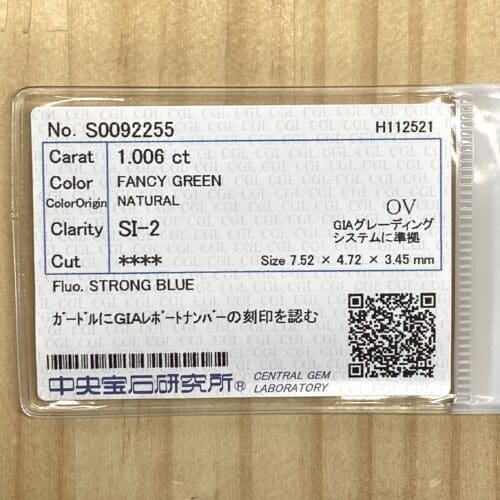 No. S0092255 H112521
Carat 1.006 ct
Color FANCY GREEN
ColorOrigin NATURAL
Clarity SI-2
OV
GIAグレーディング
システムに準拠
Cut ****
Size 7.52 × 4.72 × 3.45 mm
Fluo. STRONG BLUE
ガードルにGIAレポートナンバーの刻印を認む
中央宝石研究所® CENTRAL GEM
LABORATORY